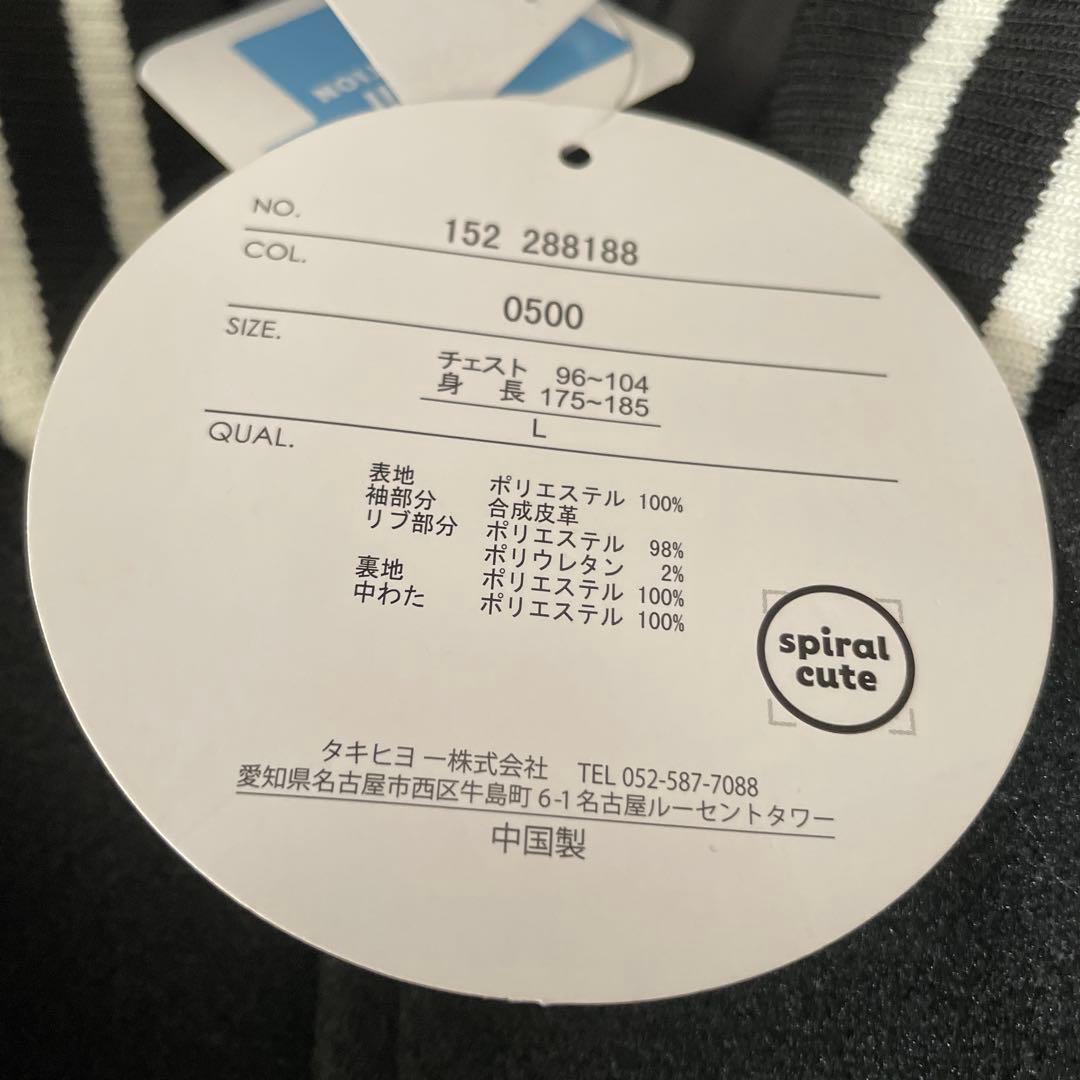 NO.
152 288188
COL.
0500
SIZE.
チェスト 96~104
身 長 175~185
L
QUAL.
表地 ポリエステル 100%
袖部分 合成皮革
リブ部分 ポリエステル 98%
ポリウレタン 2%
裏地 ポリエステル 100%
中わた ポリエステル 100%
spiral
cute
タキヒヨー株式会社 TEL 052-587-7088
愛知県名古屋市西区牛島町 6-1 名古屋ルーセントタワー
中国製